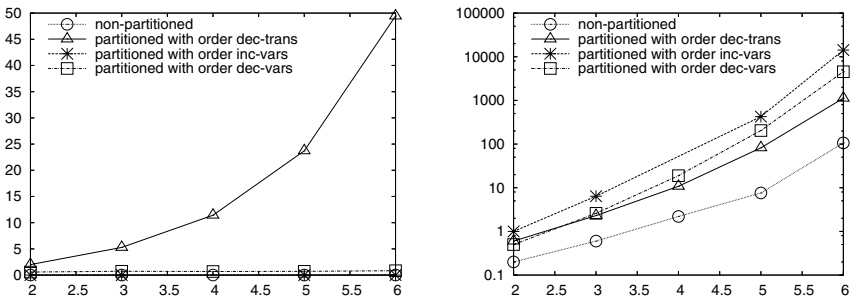 50
45
40
35
30
25
20
15
10
5
0
non-partitioned
partitioned with order dec-trans
partitioned with order inc-vars
partitioned with order dec-vars
2 2.5 3 3.5 4 4.5 5 5.5 6
100000
10000
1000
100
10
1
0.1
non-partitioned
partitioned with order dec-trans
partitioned with order inc-vars
partitioned with order dec-vars
2 2.5 3 3.5 4 4.5 5 5.5 6